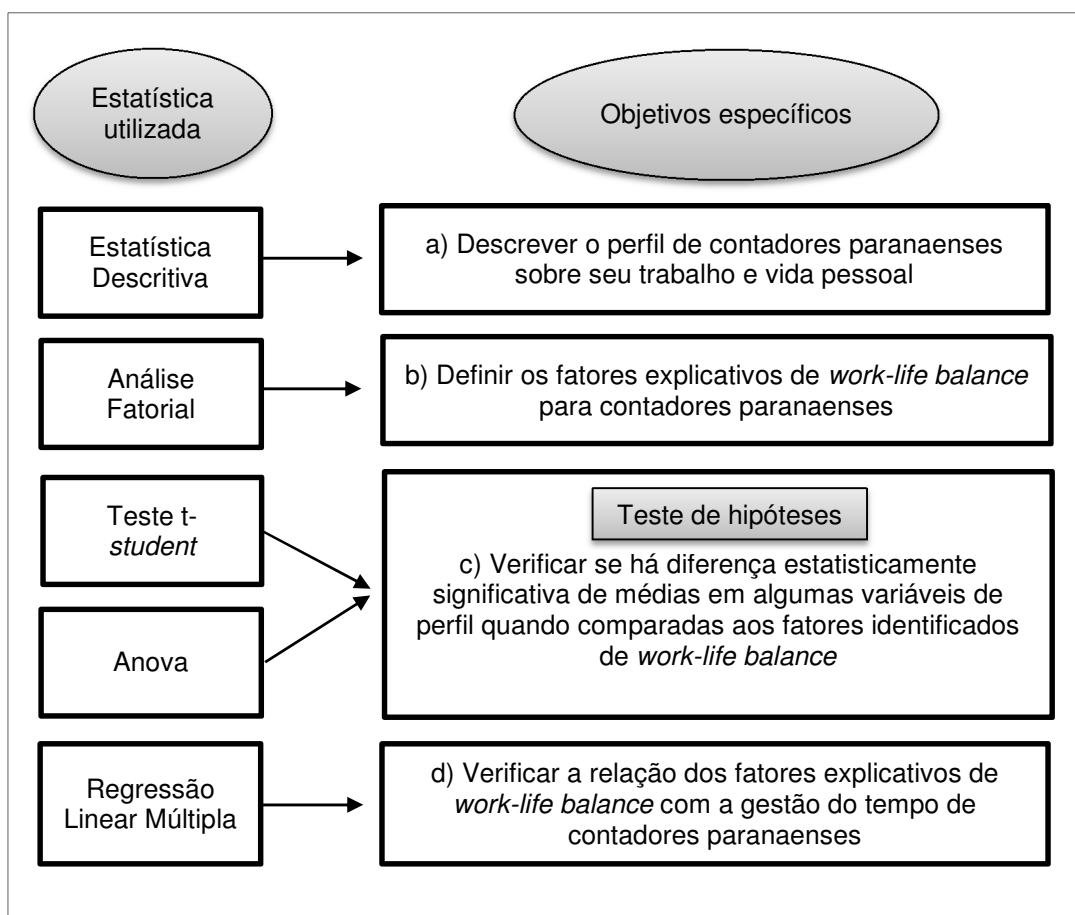 Estatística
utilizada
Objetivos específicos
Estatística
Descritiva
a) Descrever o perfil de contadores paranaenses
sobre seu trabalho e vida pessoal
Análise
Fatorial
b) Definir os fatores explicativos de work-life balance
para contadores paranaenses
Teste t-
student
Anova
Teste de hipóteses
c) Verificar se há diferença estatisticamente
significativa de médias em algumas variáveis de
perfil quando comparadas aos fatores identificados
de work-life balance
Regressão
Linear Múltipla
d) Verificar a relação dos fatores explicativos de
work-life balance com a gestão do tempo de
contadores paranaenses